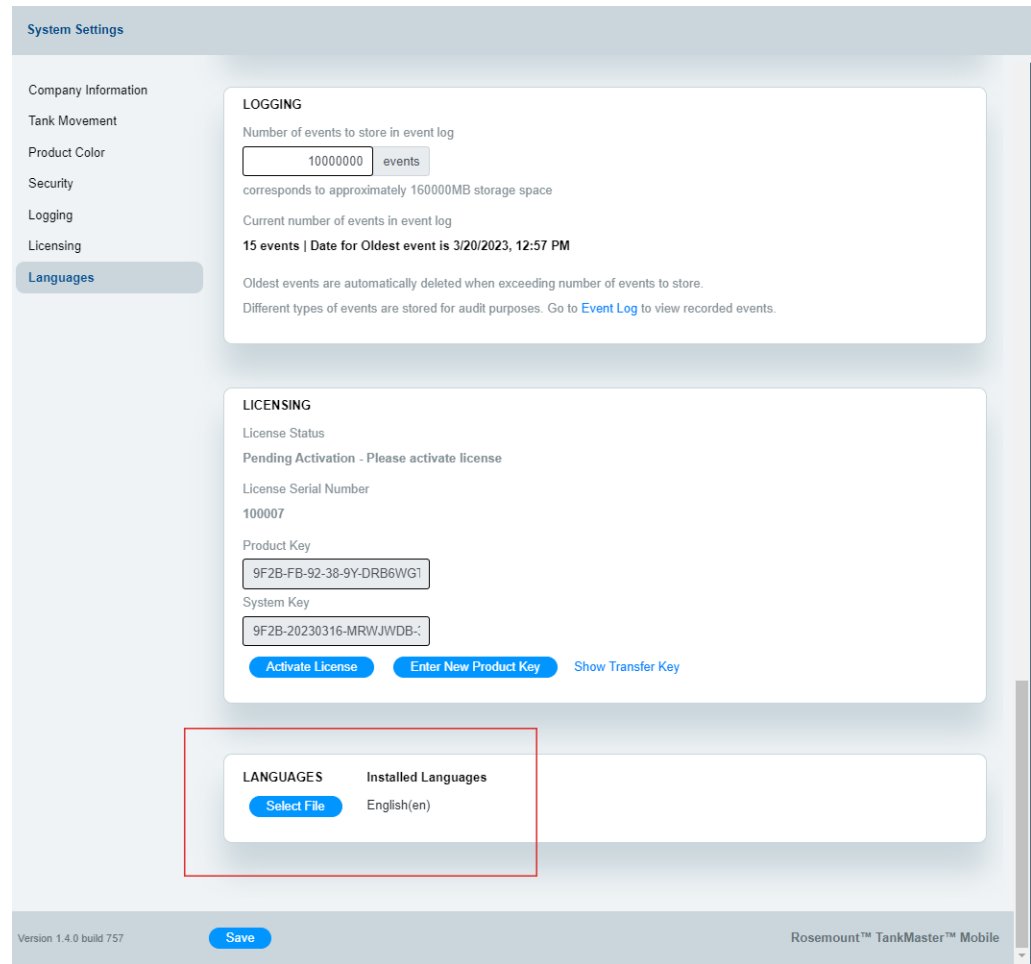 System Settings
Company Information
Tank Movement
Product Color
Security
Logging
Licensing
Languages
LOGGING
Number of events to store in event log
10000000 events
corresponds to approximately 160000MB storage space
Current number of events in event log
15 events | Date for Oldest event is 3/20/2023, 12:57 PM
Oldest events are automatically deleted when exceeding number of events to store.
Different types of events are stored for audit purposes. Go to Event Log to view recorded events.
LICENSING
License Status
Pending Activation - Please activate license
License Serial Number
100007
Product Key
9F2B-FB-92-38-9Y-DRB6WG
System Key
9F2B-20230316-MRWJWDB-
Activate License Enter New Product Key Show Transfer Key
LANGUAGES Installed Languages
Select File English(en)
Version 1.4.0 build 757 Save Rosemount™ TankMaster™ Mobile